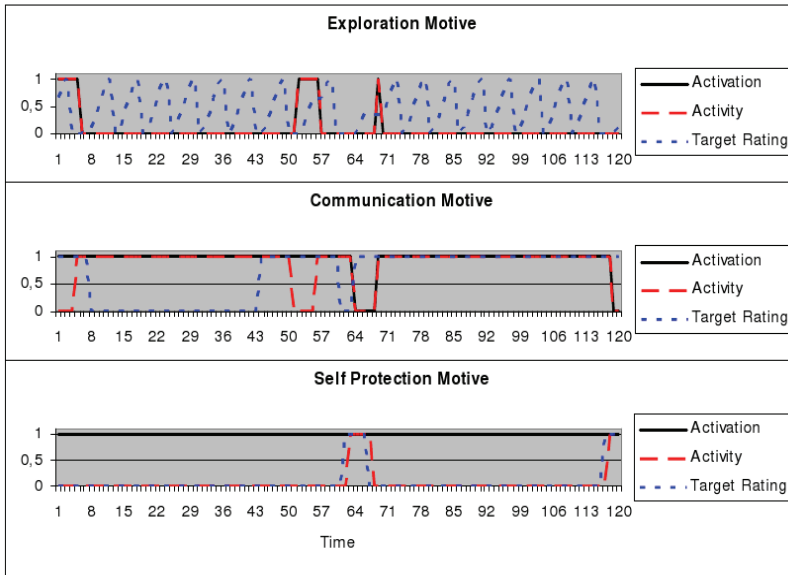 Exploration Motive
1
0,5
0
1 8 15 22 29 36 43 50 57 64 71 78 85 92 99 106 113 120
Activation
Activity
Target Rating
Communication Motive
1
0,5
0
1 8 15 22 29 36 43 50 57 64 71 78 85 92 99 106 113 120
Activation
Activity
Target Rating
Self Protection Motive
1
0,5
0
1 8 15 22 29 36 43 50 57 64 71 78 85 92 99 106 113 120
Time
Activation
Activity
Target Rating